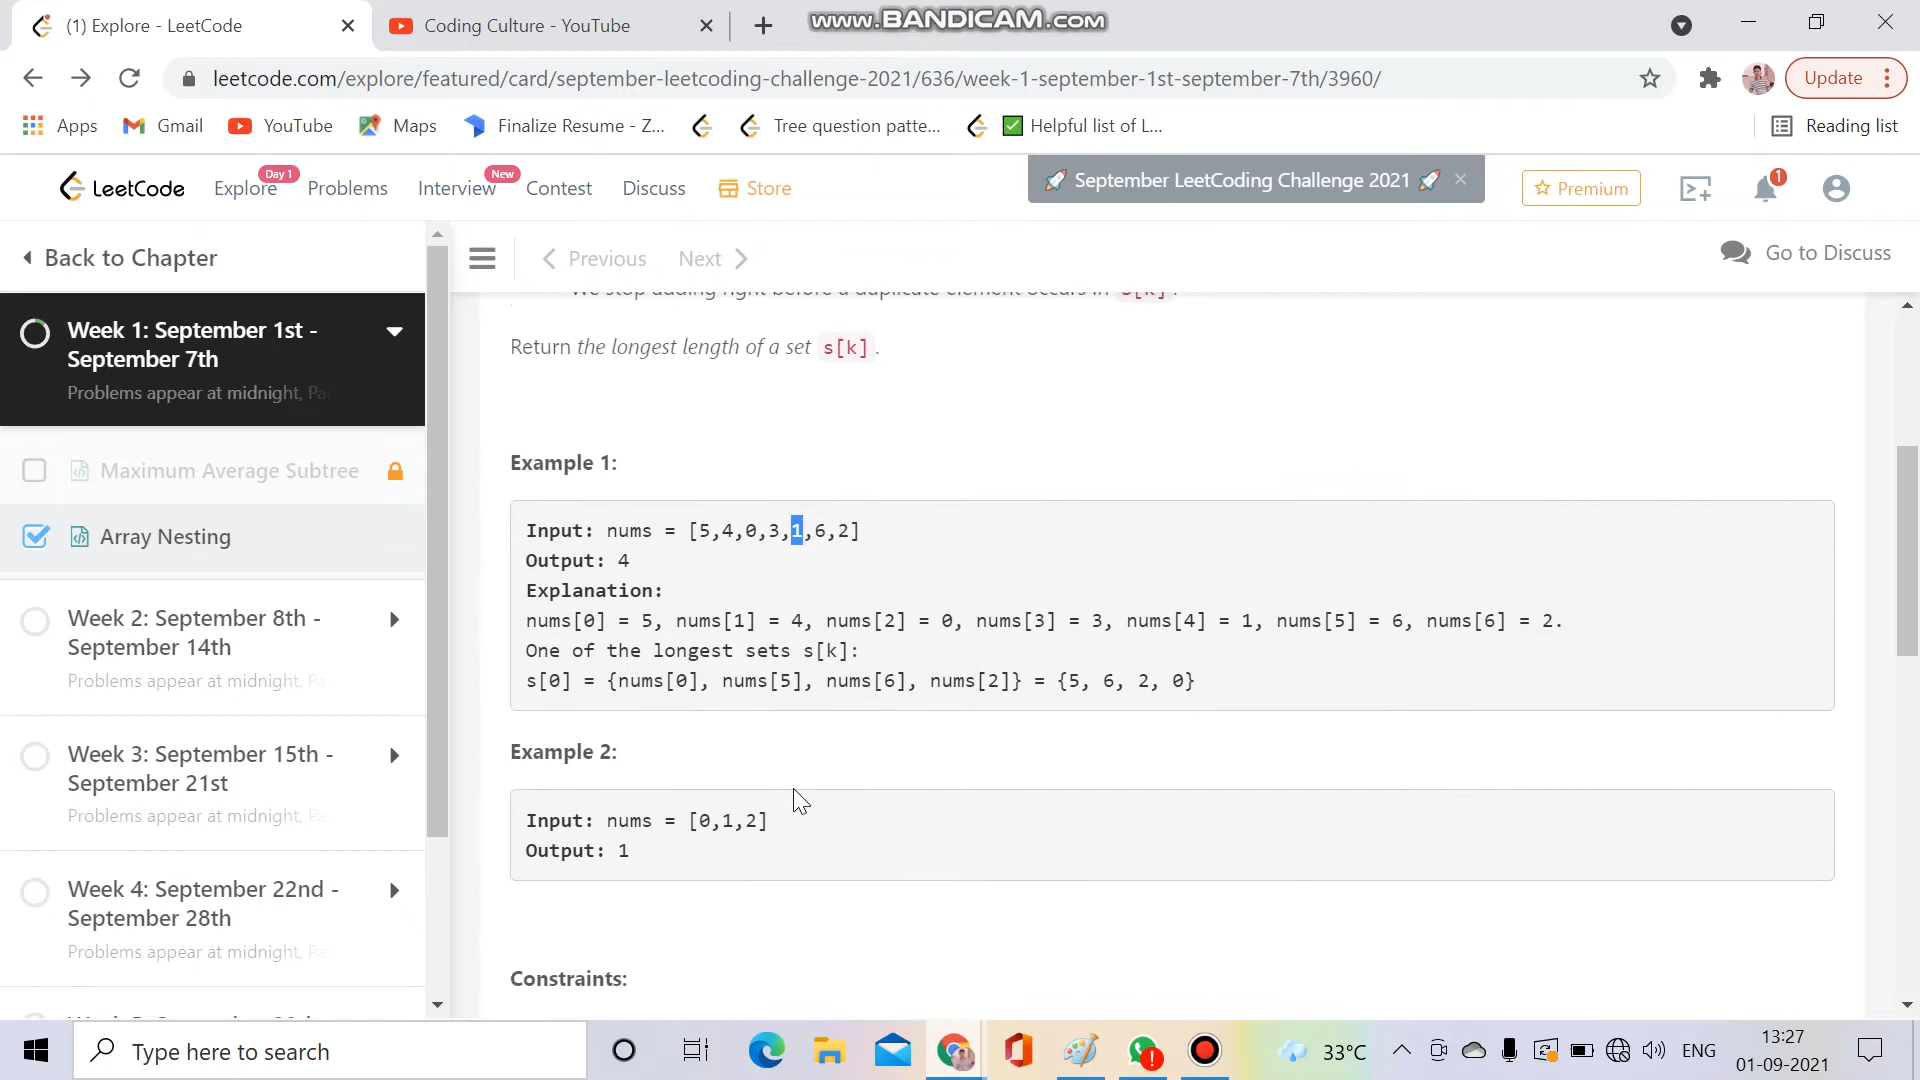 (1) Explore - LeetCode
Coding Culture - YouTube
www.BANDICAM.com
leetcode.com/explore/featured/card/september-leetcoding-challenge-2021/636/week-1-september-1st-september-7th/3960/
Update
Apps
Gmail
YouTube
Maps
Finalize Resume - Z...
Tree question patte...
Helpful list of L...
Reading list
LeetCode
Explore
Day 1
Problems
Interview
New
Contest
Discuss
Store
🚀 September LeetCoding Challenge 2021 🚀
Premium
1
Back to Chapter
Previous
Next
Go to Discuss
Week 1: September 1st -
September 7th
Problems appear at midnight, Pa
Maximum Average Subtree
Array Nesting
Week 2: September 8th -
September 14th
Problems appear at midnight, Pa
Week 3: September 15th -
September 21st
Problems appear at midnight, Pa
Week 4: September 22nd -
September 28th
Problems appear at midnight, Pa
We stop adding right before a duplicate element occurs in s[k].
Return the longest length of a set s[k].
Example 1:
Input: nums = [5,4,0,3,1,6,2]
Output: 4
Explanation:
nums[0] = 5, nums[1] = 4, nums[2] = 0, nums[3] = 3, nums[4] = 1, nums[5] = 6, nums[6] = 2.
One of the longest sets s[k]:
s[0] = {nums[0], nums[5], nums[6], nums[2]} = {5, 6, 2, 0}
Example 2:
Input: nums = [0,1,2]
Output: 1
Constraints:
Type here to search
33°C
ENG
13:27
01-09-2021